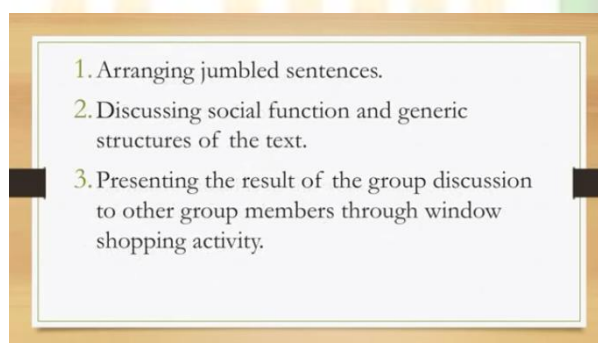 1. Arranging jumbled sentences.
2. Discussing social function and generic
structures of the text.
3. Presenting the result of the group discussion
to other group members through window
shopping activity.